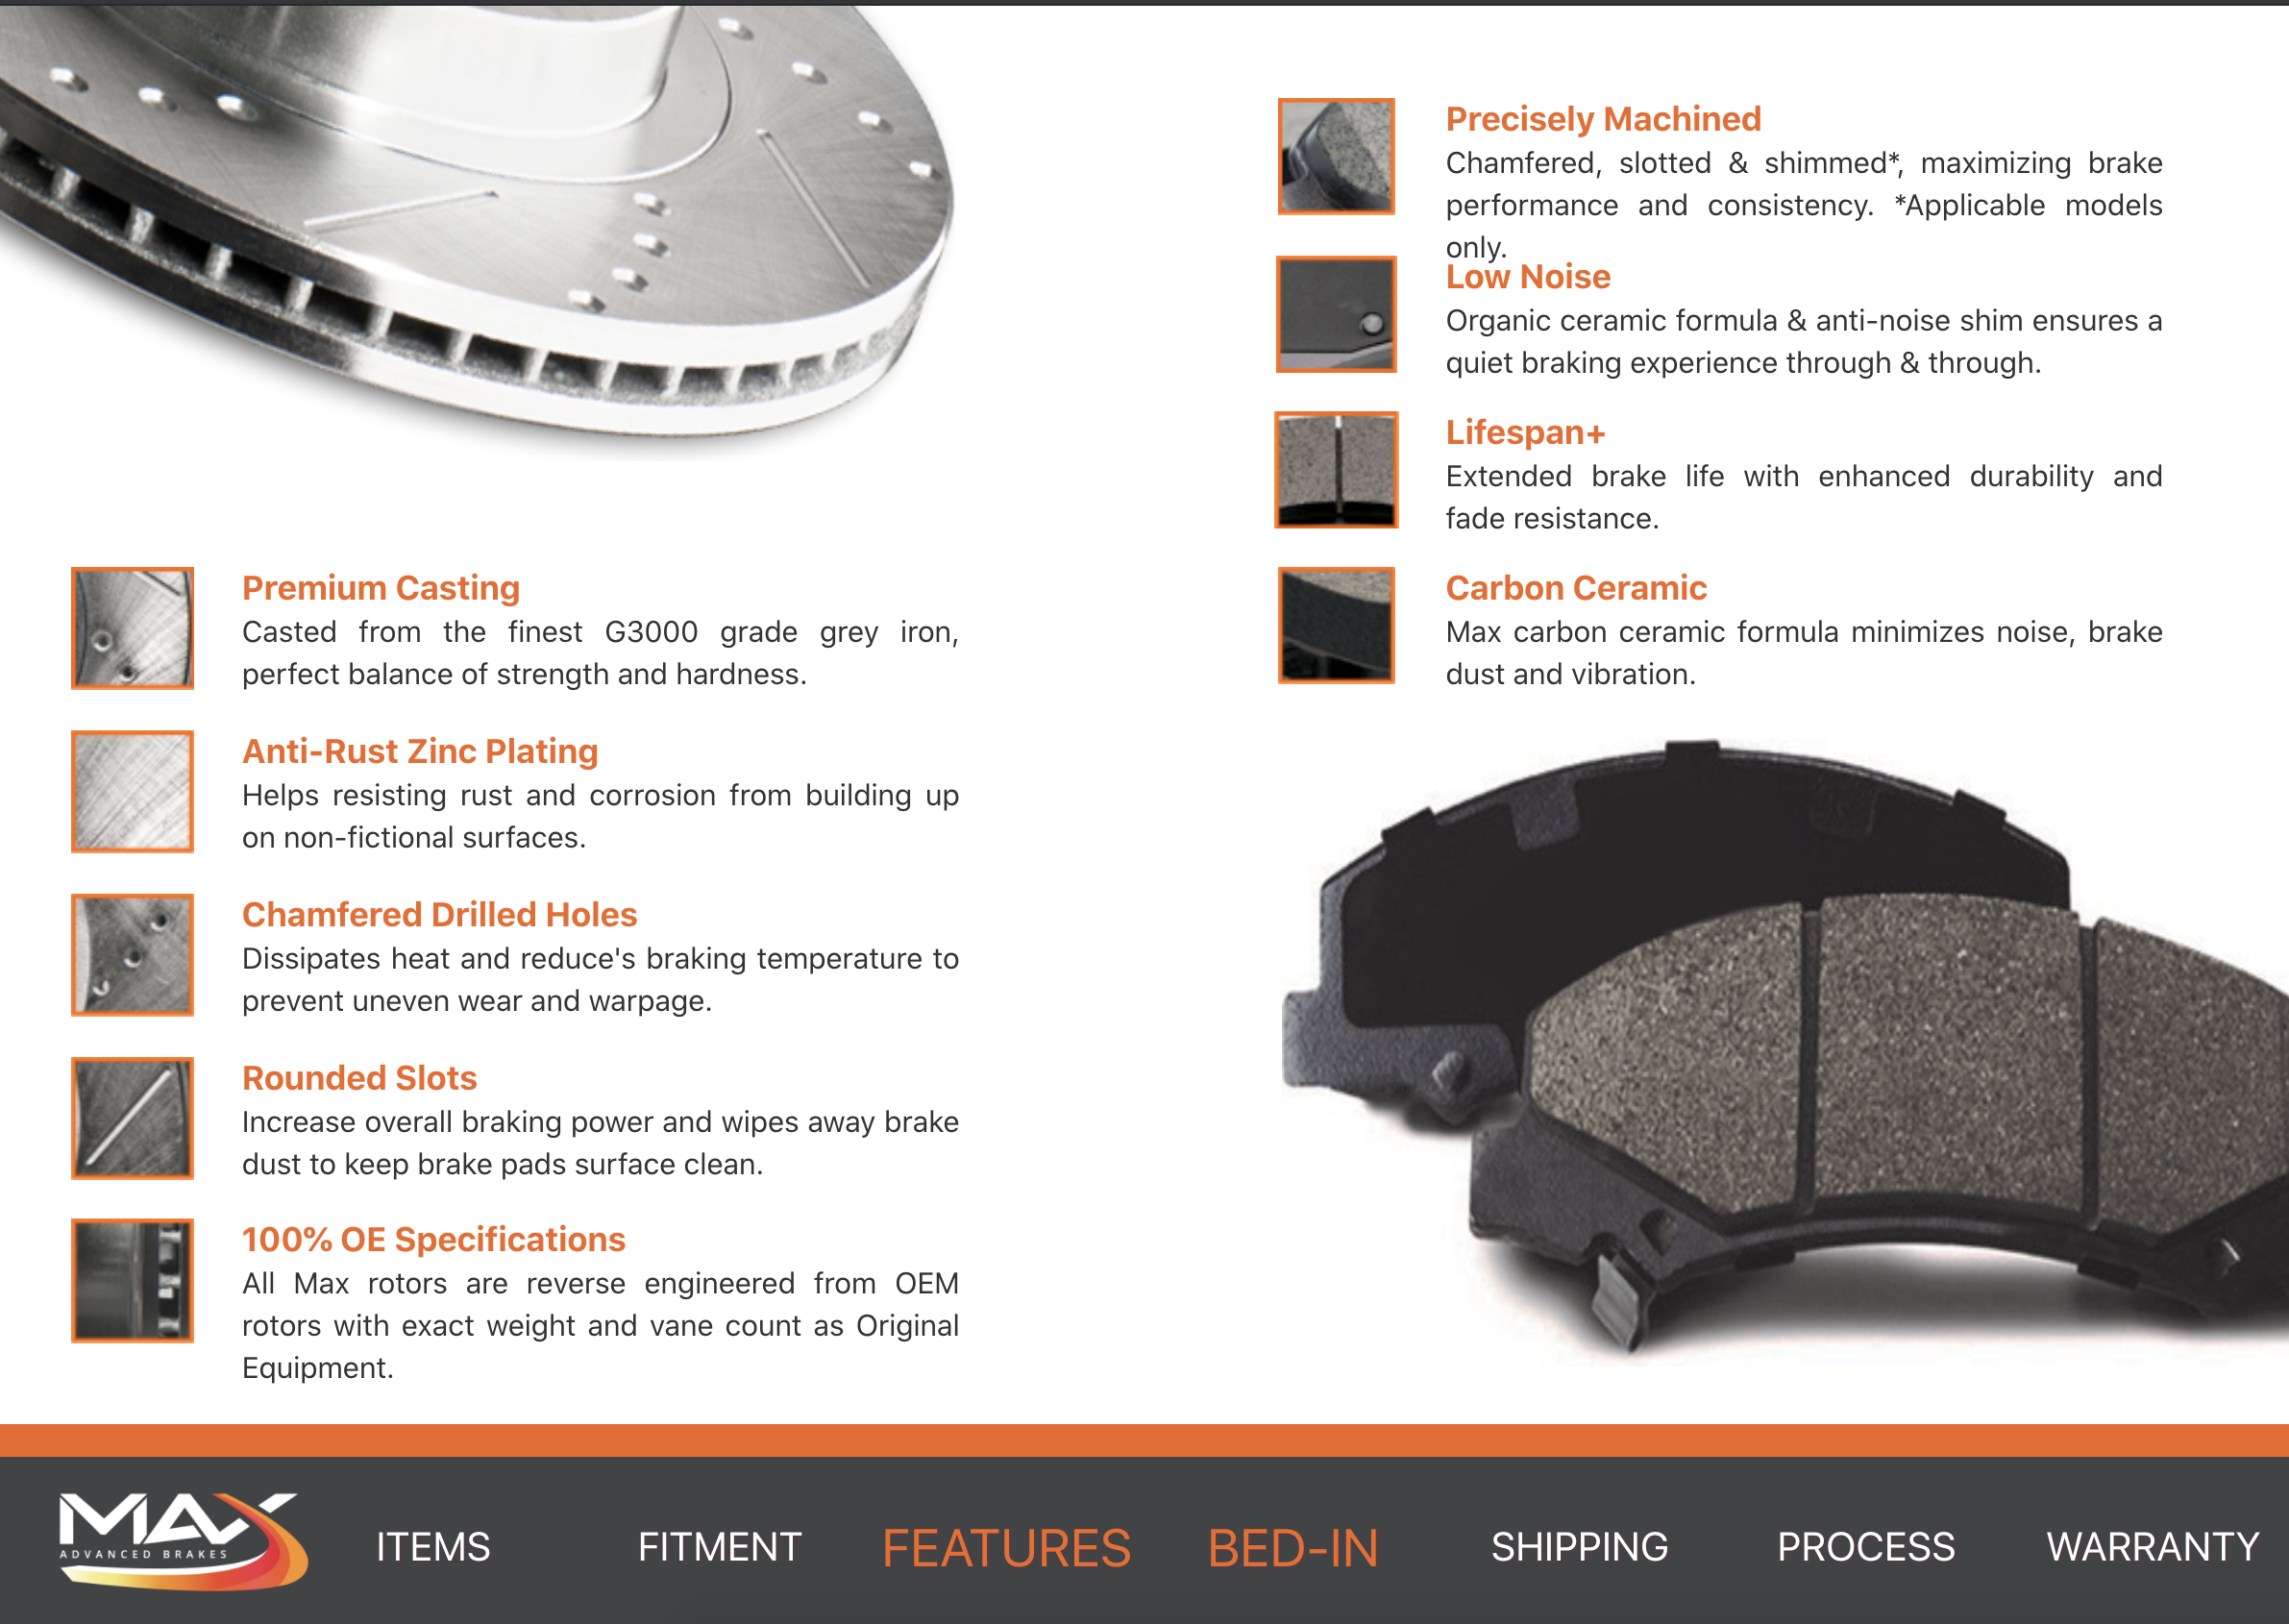 Premium Casting
Casted from the finest G3000 grade grey iron,
perfect balance of strength and hardness.
Anti-Rust Zinc Plating
Helps resisting rust and corrosion from building up
on non-fictional surfaces.
Chamfered Drilled Holes
Dissipates heat and reduce's braking temperature to
prevent uneven wear and warpage.
Rounded Slots
Increase overall braking power and wipes away brake
dust to keep brake pads surface clean.
100% OE Specifications
All Max rotors are reverse engineered from OEM
rotors with exact weight and vane count as Original
Equipment.
Precisely Machined
Chamfered, slotted & shimmed*, maximizing brake
performance and consistency. *Applicable models
only.
Low Noise
Organic ceramic formula & anti-noise shim ensures a
quiet braking experience through & through.
Lifespan+
Extended brake life with enhanced durability and
fade resistance.
Carbon Ceramic
Max carbon ceramic formula minimizes noise, brake
dust and vibration.
MAX
ADVANCED BRAKES
ITEMS
FITMENT
FEATURES
BED-IN
SHIPPING
PROCESS
WARRANTY